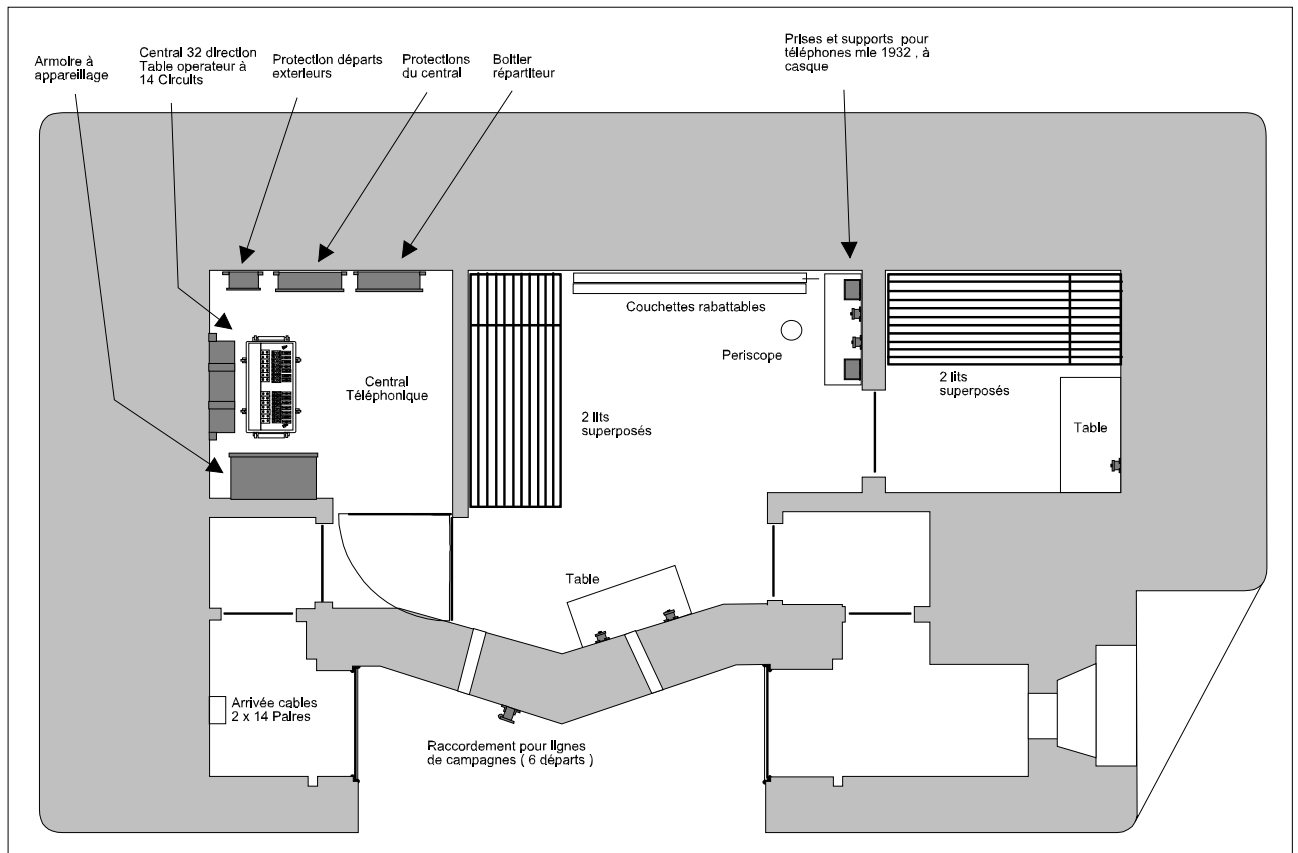 Armoire à
appareillage
Central 32 direction
Table operateur à
14 Circuits
Protection départs
exterieurs
Protections
du central
Boîtier
répartiteur
Prises et supports pour
téléphones mle 1932 , à
casque
Couchettes rabattables
Periscope
Central
Téléphonique
2 lits
superposés
2 lits
superposés
Table
Table
Arrivée cables
2 x 14 Paires
Raccordement pour lignes
de campagnes ( 6 départs )